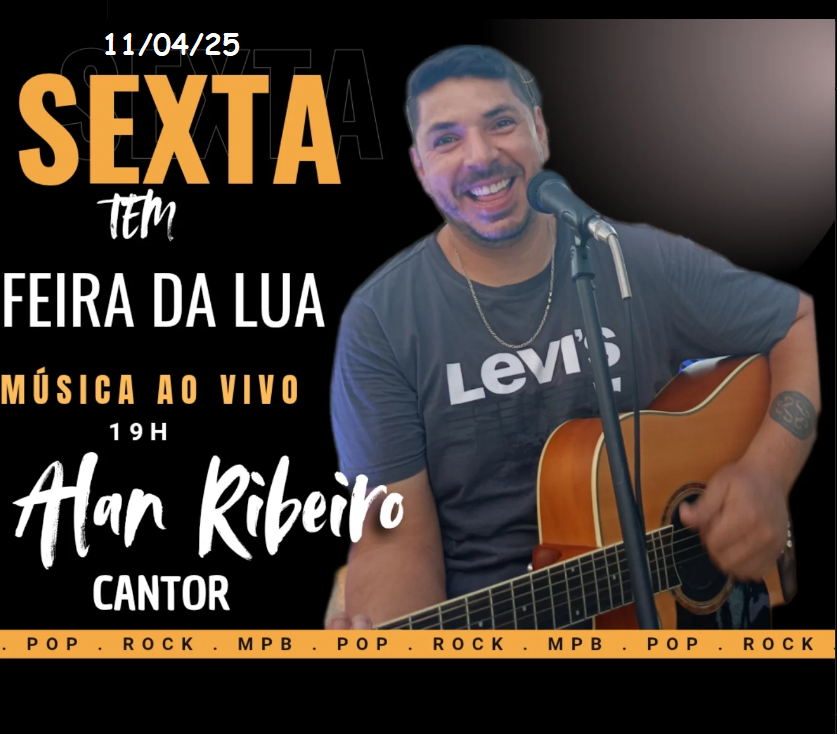 11/04/25
SEXTA
SEXTA
TEM
FEIRA DA LUA
MÚSICA AO VIVO
19H
Alan Ribeiro
CANTOR
Levi's
. POP . ROCK . MPB . POP . ROCK . MPB . POP . ROCK .